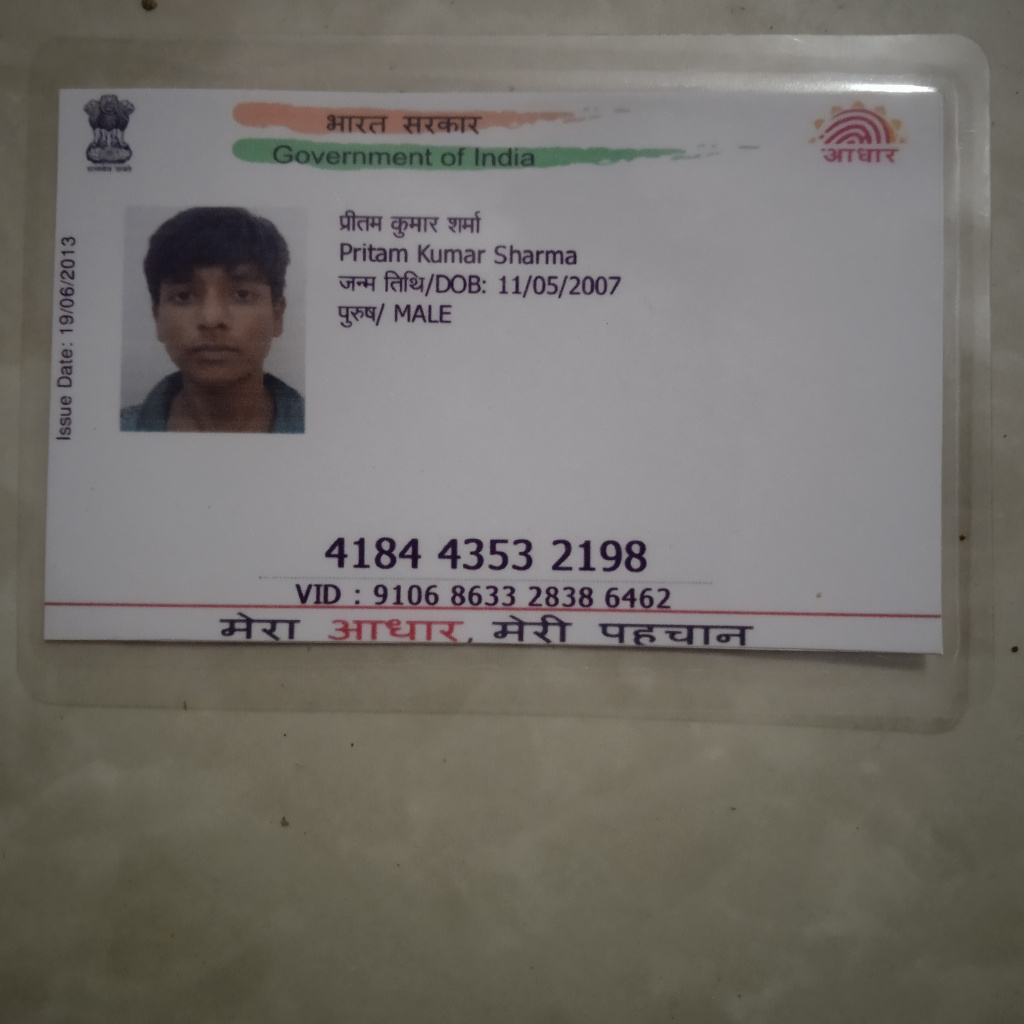 भारत सरकार
Government of India
आधार
Issue Date: 19/06/2013
प्रीतम कुमार शर्मा
Pritam Kumar Sharma
जन्म तिथि/DOB: 11/05/2007
पुरुष/ MALE
4184 4353 2198
VID : 9106 8633 2838 6462
मेरा आधार, मेरी पहचान